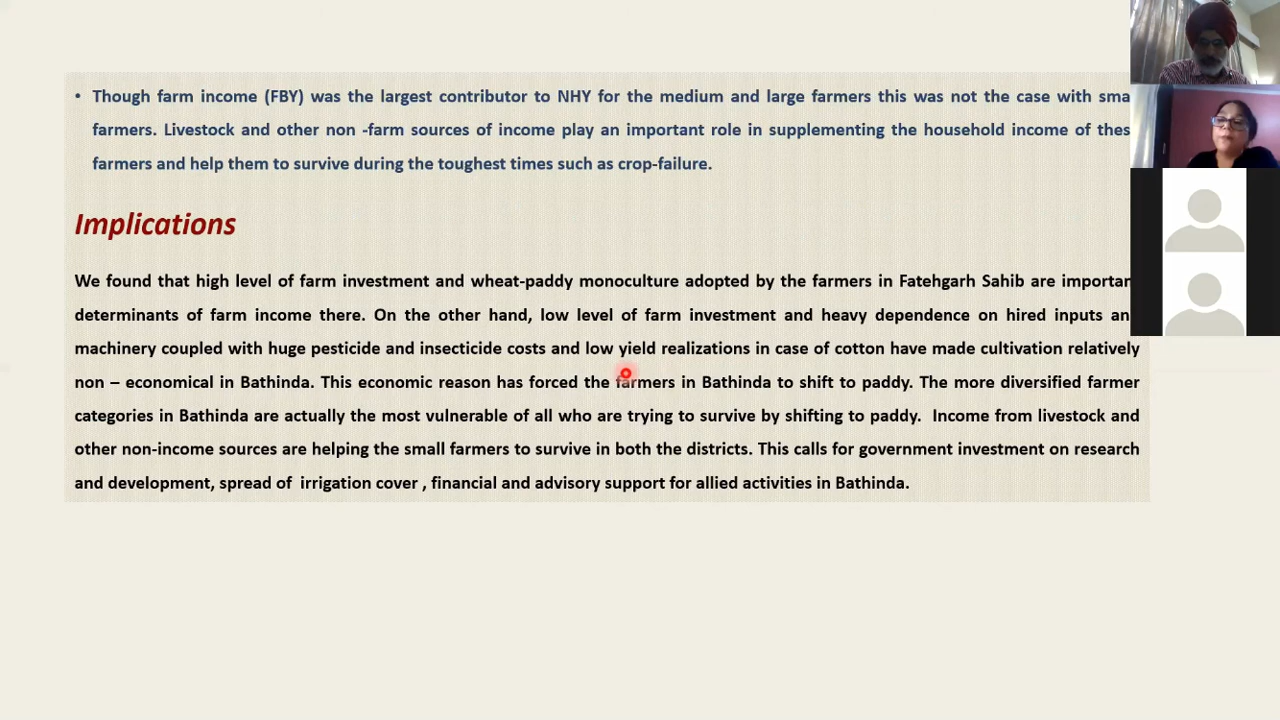 • Though farm income (FBY) was the largest contributor to NHY for the medium and large farmers this was not the case with sma
farmers. Livestock and other non -farm sources of income play an important role in supplementing the household income of thes
farmers and help them to survive during the toughest times such as crop-failure.
Implications
We found that high level of farm investment and wheat-paddy monoculture adopted by the farmers in Fatehgarh Sahib are importan
determinants of farm income there. On the other hand, low level of farm investment and heavy dependence on hired inputs an
machinery coupled with huge pesticide and insecticide costs and low yield realizations in case of cotton have made cultivation relatively
non – economical in Bathinda. This economic reason has forced the farmers in Bathinda to shift to paddy. The more diversified farmer
categories in Bathinda are actually the most vulnerable of all who are trying to survive by shifting to paddy. Income from livestock and
other non-income sources are helping the small farmers to survive in both the districts. This calls for government investment on research
and development, spread of irrigation cover , financial and advisory support for allied activities in Bathinda.